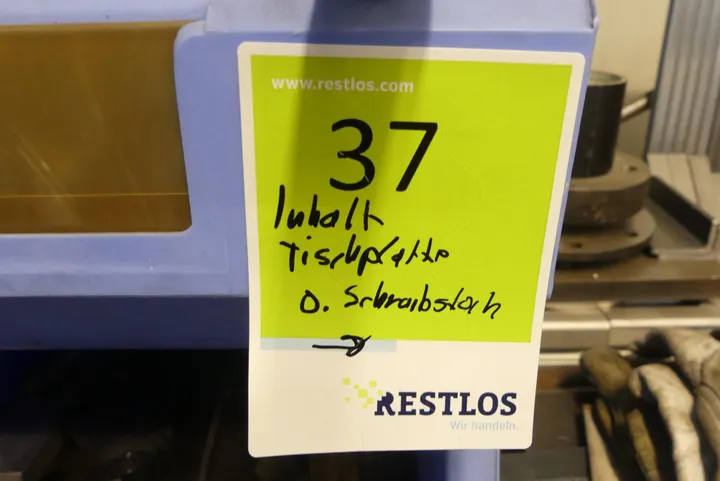 www.restlos.com
37
Inhalt
Tischplatte
o. Schraubstock
→
RESTLOS
Wir handeln.